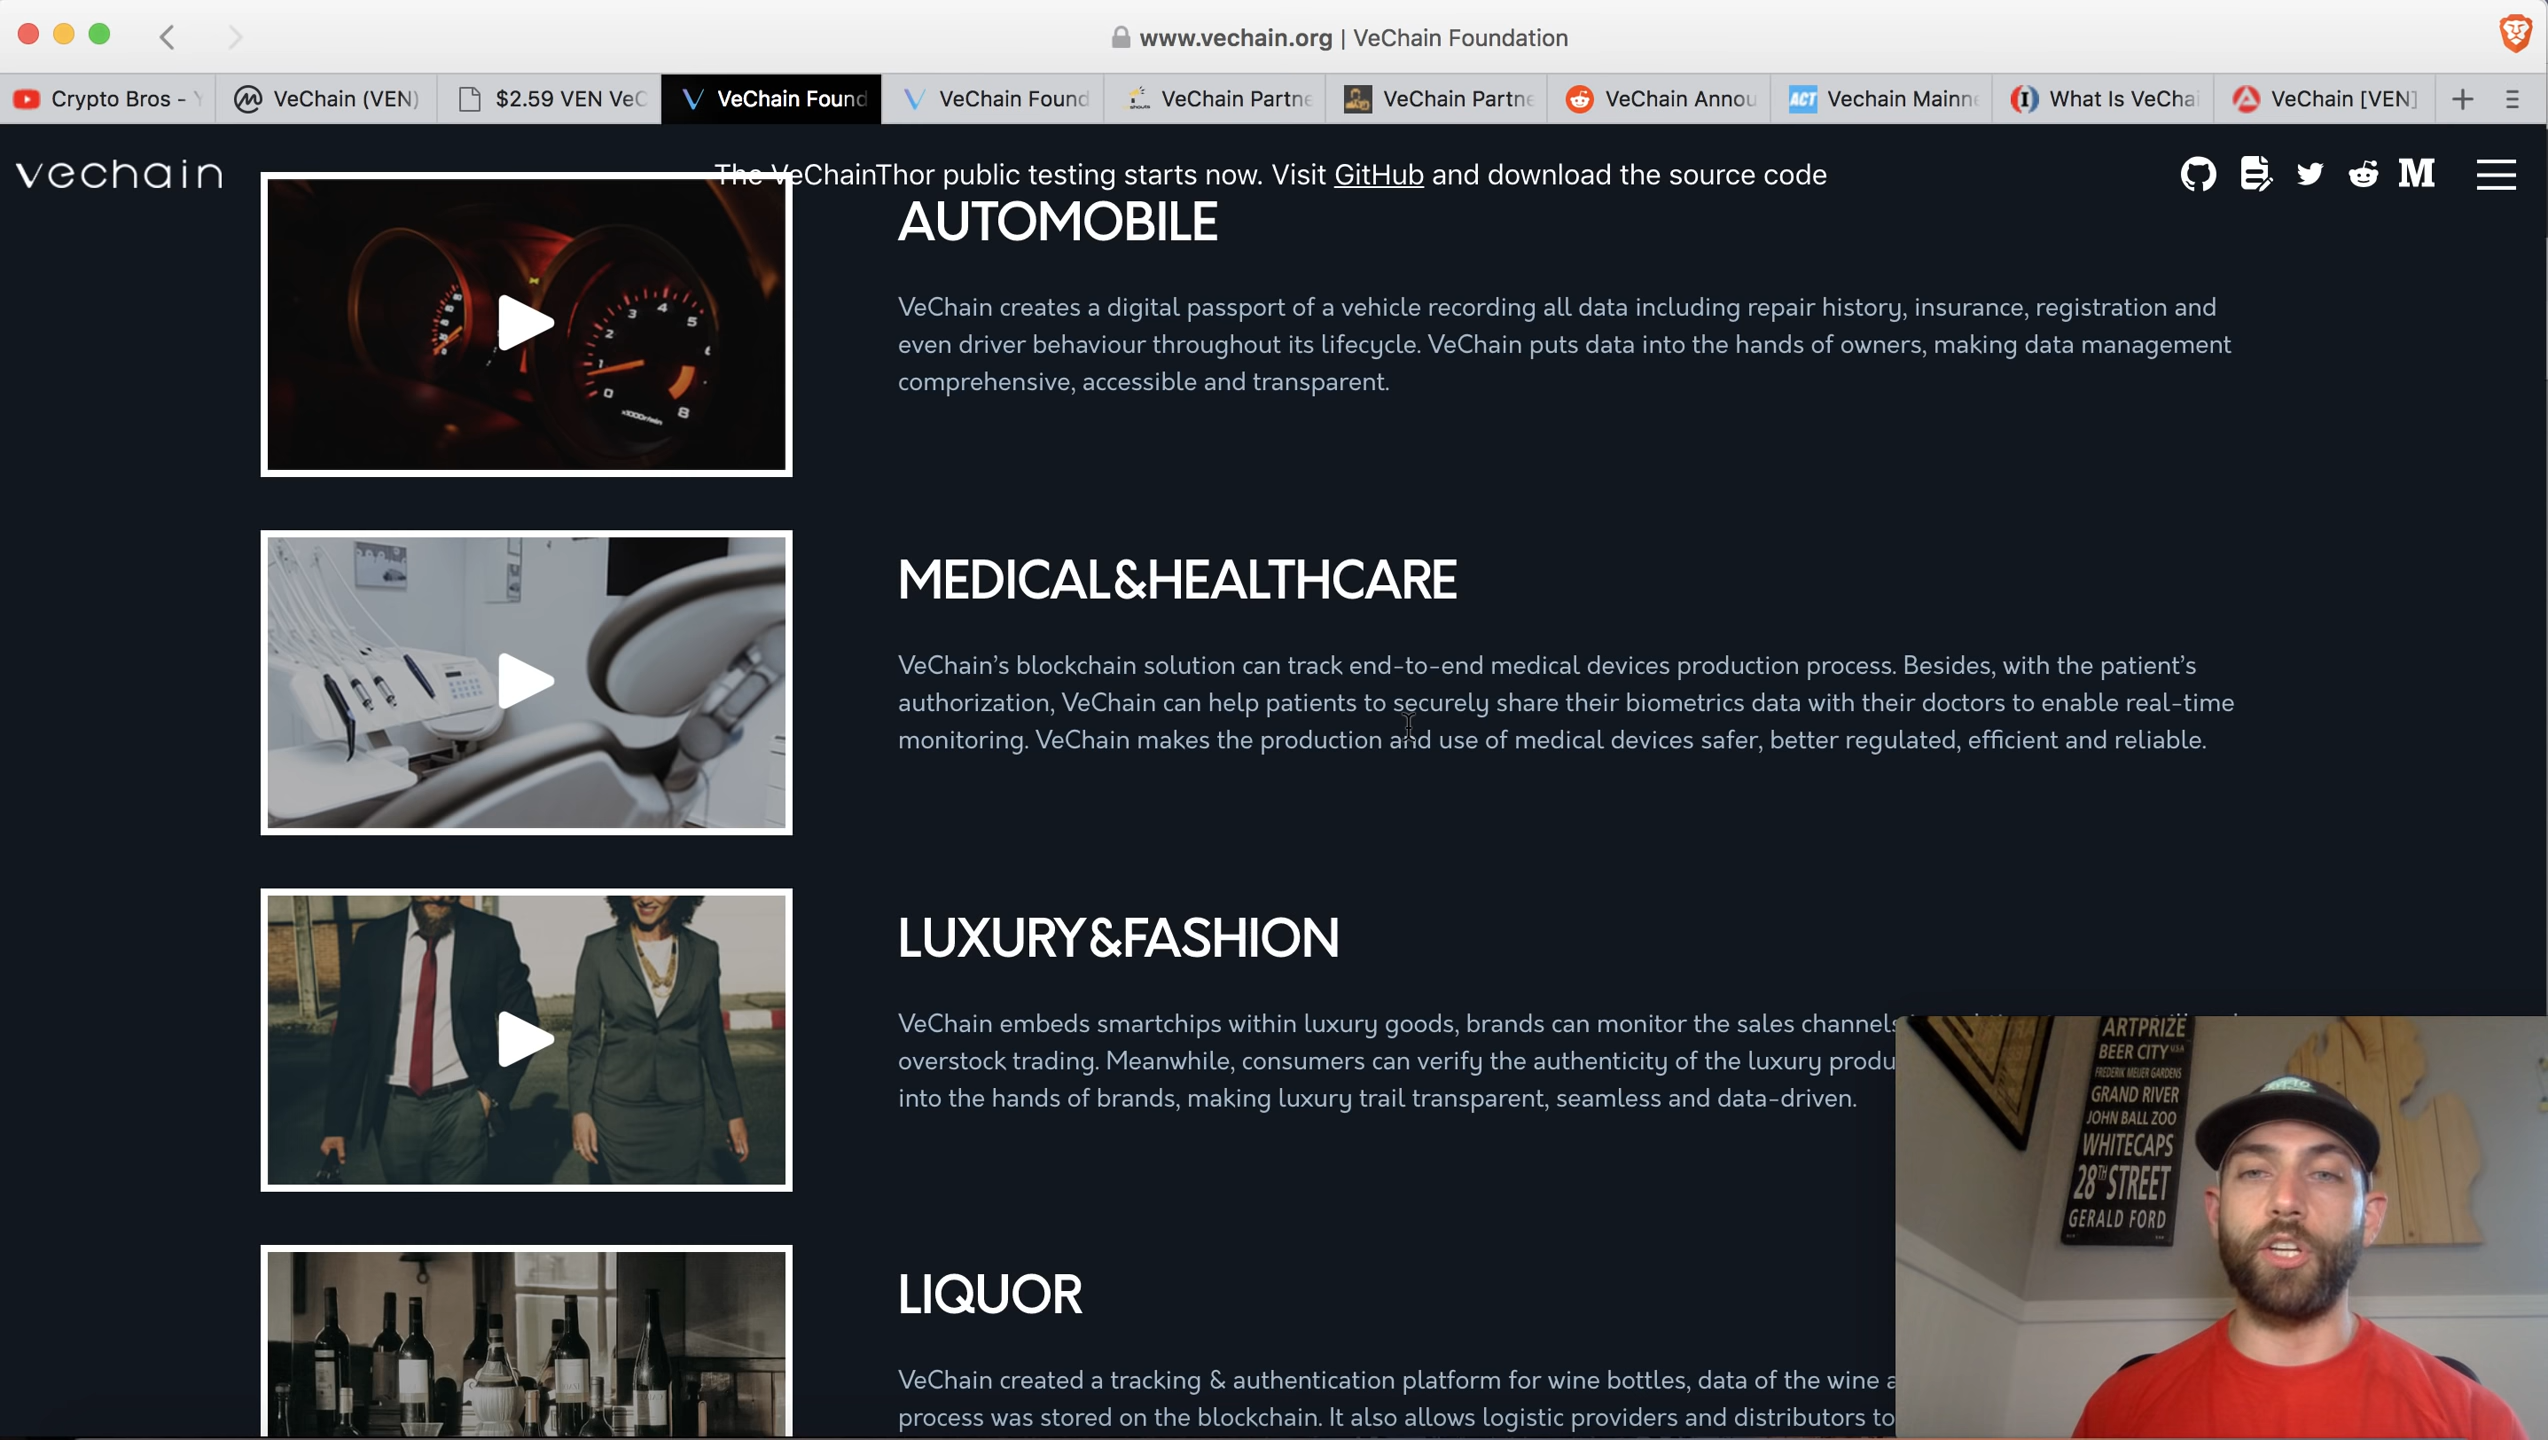 www.vechain.org | VeChain Foundation
Crypto Bros -
VeChain (VEN)
$2.59 VEN VeC
VeChain Found
VeChain Found
VeChain Partne
VeChain Partne
VeChain Annou
ACT Vechain Mainne
What Is VeChai
VeChain [VEN]
vechain
The VeChainThor public testing starts now. Visit GitHub and download the source code
AUTOMOBILE
VeChain creates a digital passport of a vehicle recording all data including repair history, insurance, registration and
even driver behaviour throughout its lifecycle. VeChain puts data into the hands of owners, making data management
comprehensive, accessible and transparent.
MEDICAL&HEALTHCARE
VeChain’s blockchain solution can track end-to-end medical devices production process. Besides, with the patient’s
authorization, VeChain can help patients to securely share their biometrics data with their doctors to enable real-time
monitoring. VeChain makes the production and use of medical devices safer, better regulated, efficient and reliable.
LUXURY&FASHION
VeChain embeds smartchips within luxury goods, brands can monitor the sales channels
overstock trading. Meanwhile, consumers can verify the authenticity of the luxury produ
into the hands of brands, making luxury trail transparent, seamless and data-driven.
LIQUOR
VeChain created a tracking & authentication platform for wine bottles, data of the wine a
process was stored on the blockchain. It also allows logistic providers and distributors to
ARTPRIZE
BEER CITY USA
FREDERIK MEIJER GARDENS
GRAND RIVER
JOHN BALL ZOO
WHITECAPS
28TH STREET
GERALD FORD